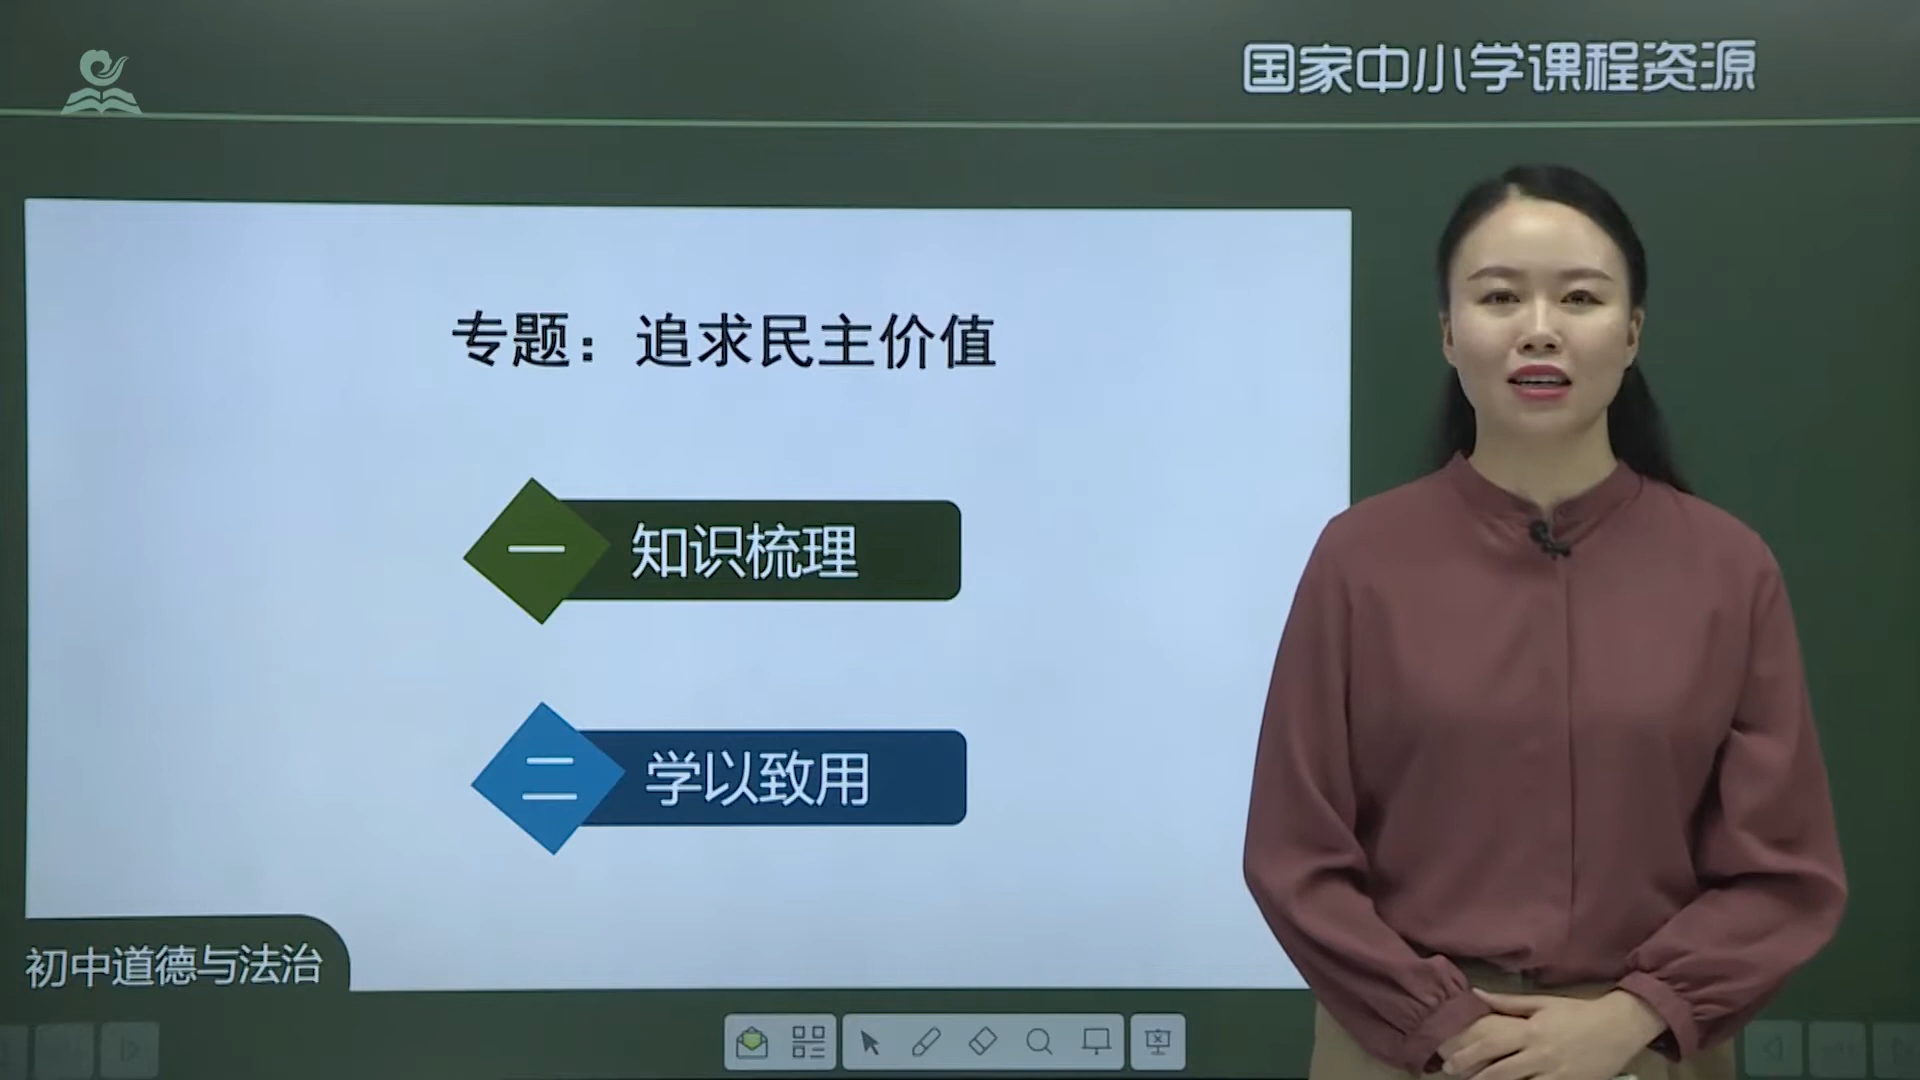 国家中小学课程资源
专题：追求民主价值
一 知识梳理
二 学以致用
初中道德与法治